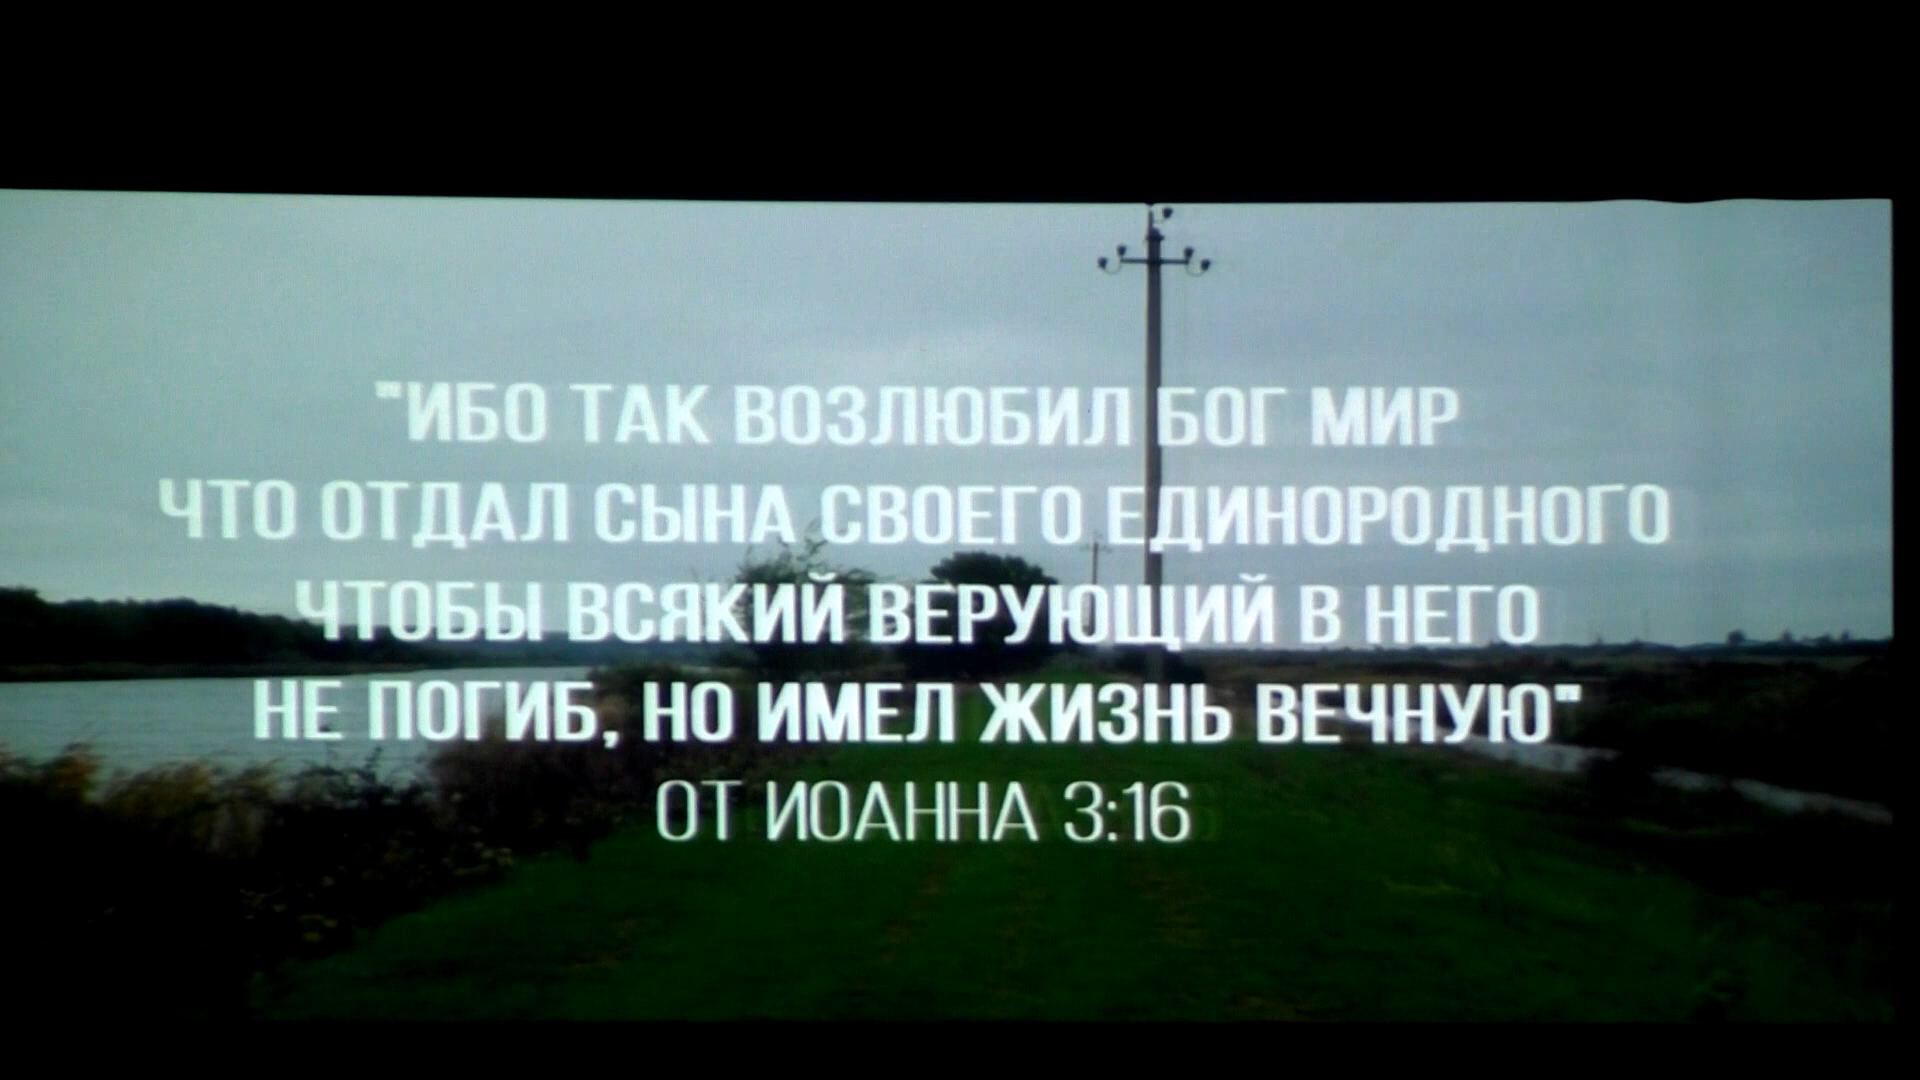 "ИБО ТАК ВОЗЛЮБИЛ БОГ МИР
ЧТО ОТДАЛ СЫНА СВОЕГО ЕДИНОРОДНОГО
ЧТОБЫ ВСЯКИЙ ВЕРУЮЩИЙ В НЕГО
НЕ ПОГИБ, НО ИМЕЛ ЖИЗНЬ ВЕЧНУЮ"
ОТ ИОАННА 3:16